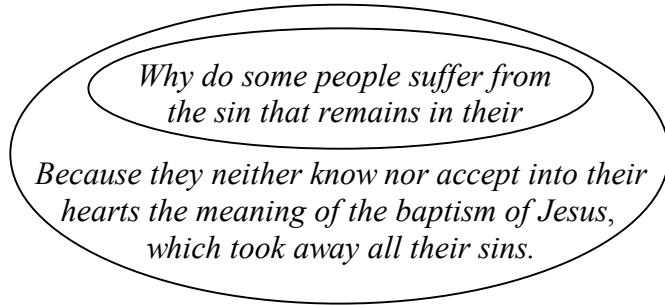 Why do some people suffer from
the sin that remains in their
Because they neither know nor accept into their
hearts the meaning of the baptism of Jesus,
which took away all their sins.